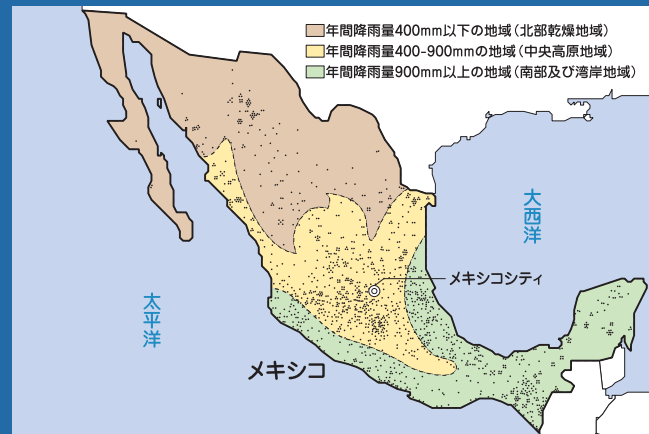 年間降雨量400mm以下の地域（北部乾燥地域）
年間降雨量400-900mmの地域（中央高原地域）
年間降雨量900mm以上の地域（南部及び湾岸地域）
大西洋
メキシコシティ
太平洋
メキシコ